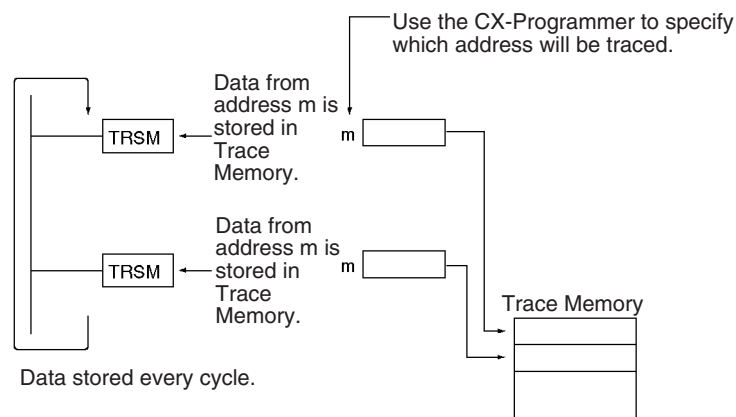 Use the CX-Programmer to specify
which address will be traced.
Data from
address m is
stored in
Trace
Memory.
TRSM
m
Data from
address m is
stored in
Trace
Memory.
TRSM
m
Trace Memory
Data stored every cycle.